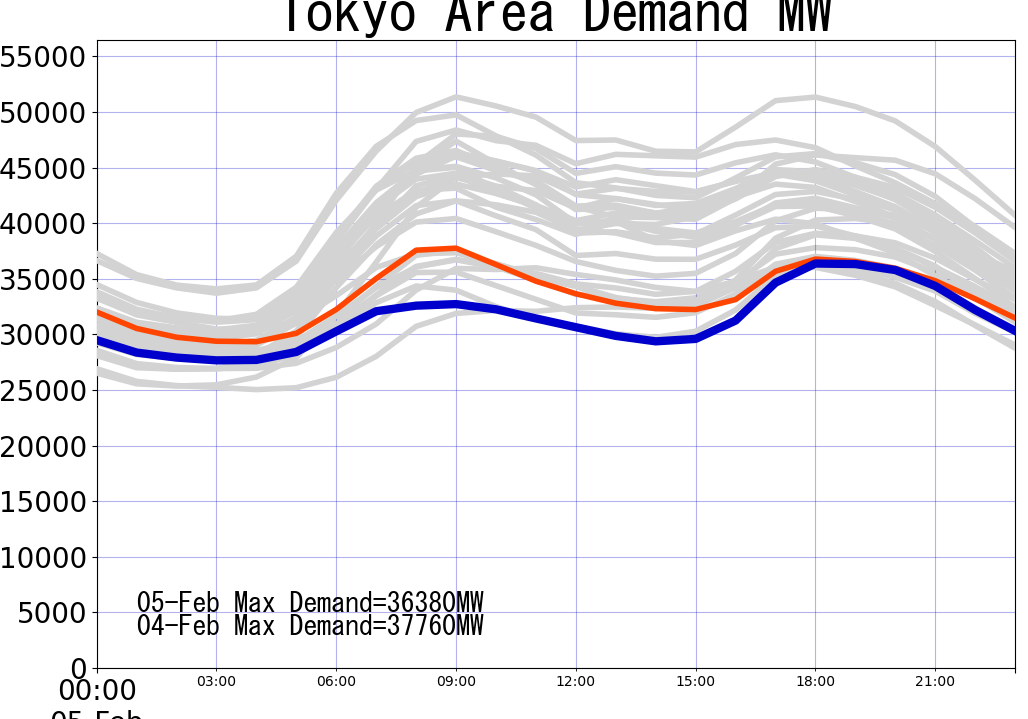 Tokyo Area Demand MW
55000
50000
45000
40000
35000
30000
25000
20000
15000
10000
5000
0
05-Feb Max Demand=36380MW
04-Feb Max Demand=37760MW
00:00 03:00 06:00 09:00 12:00 15:00 18:00 21:00
05-Feb